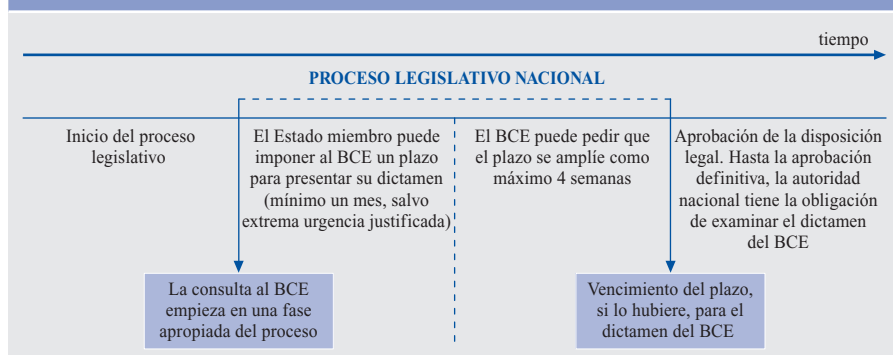 tiempo
PROCESO LEGISLATIVO NACIONAL
Inicio del proceso
legislativo
El Estado miembro puede
imponer al BCE un plazo
para presentar su dictamen
(mínimo un mes, salvo
extrema urgencia justificada)
El BCE puede pedir que
el plazo se amplíe como
máximo 4 semanas
Aprobación de la disposición
legal. Hasta la aprobación
definitiva, la autoridad
nacional tiene la obligación
de examinar el dictamen
del BCE
La consulta al BCE
empieza en una fase
apropiada del proceso
Vencimiento del plazo,
si lo hubiere, para el
dictamen del BCE